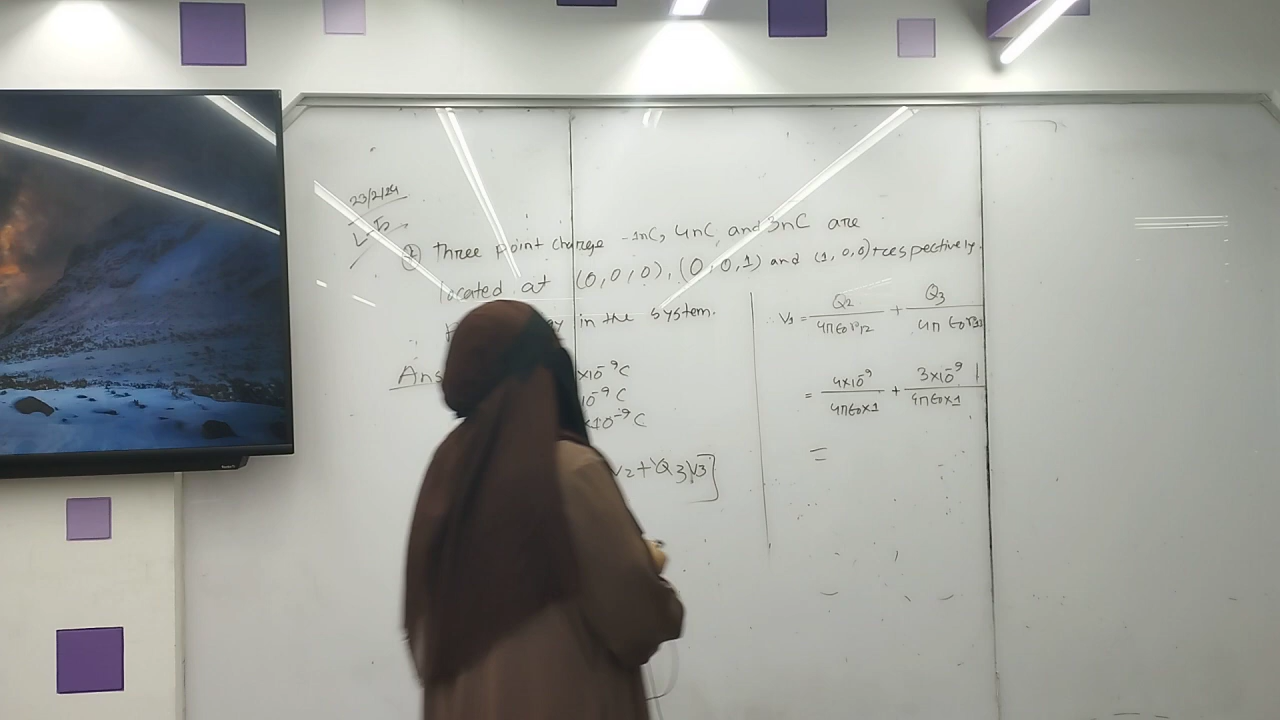 23/2/24
② Three point charge -1nC, 4nC and 3nC are
located at (0,0,0), (0,0,1) and (1,0,0) respectively.
in the system.
Ans
×10⁻⁹C
10⁻⁹C
×10⁻⁹C
V₂+Q₃V₃]
V₁ = Q₂/4πε₀r₁₂ + Q₃/4πε₀r₁₃
= 4×10⁻⁹/4πε₀×1 + 3×10⁻⁹/4πε₀×1
=